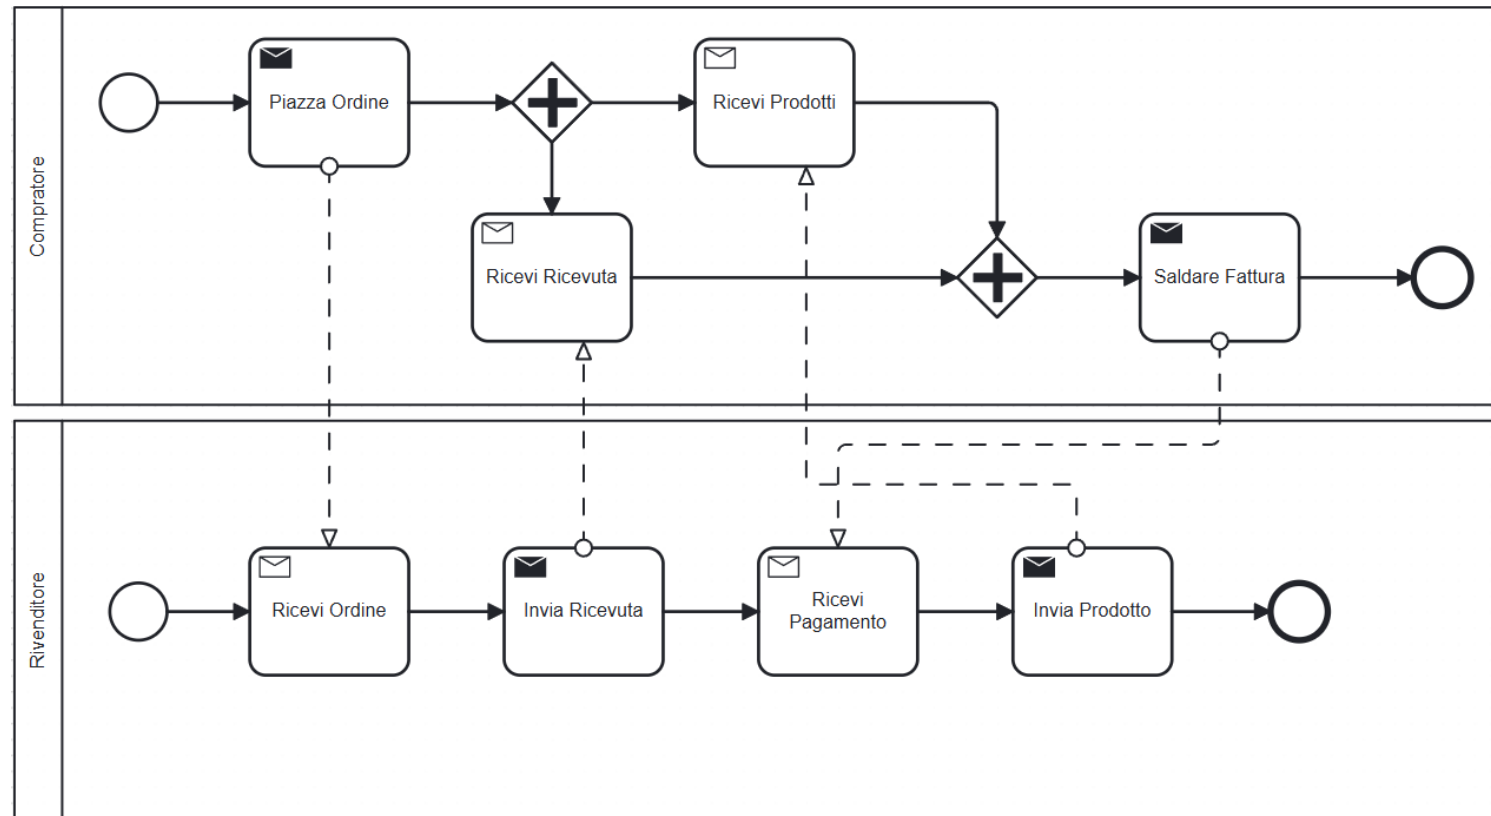 Compratore
Piazza Ordine
Ricevi Prodotti
Ricevi Ricevuta
Saldare Fattura
Rivenditore
Ricevi Ordine
Invia Ricevuta
Ricevi
Pagamento
Invia Prodotto